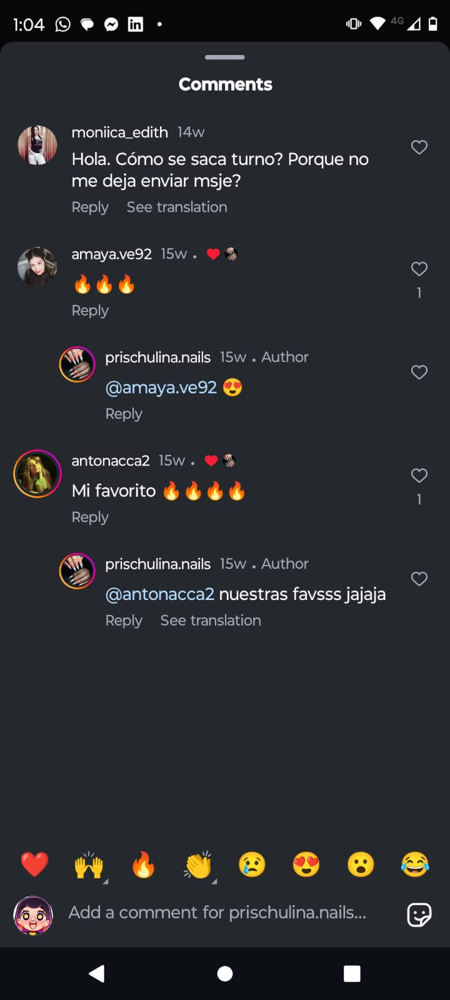 1:04 4G
Comments
moniica_edith 14w
Hola. Cómo se saca turno? Porque no
me deja enviar msje?
Reply See translation
amaya.ve92 15w . ❤️
🔥🔥🔥
1
Reply
prischulina.nails 15w . Author
@amaya.ve92 😍
Reply
antonacca2 15w . ❤️
Mi favorito 🔥🔥🔥🔥
1
Reply
prischulina.nails 15w . Author
@antonacca2 nuestras favsss jajaja
Reply See translation
❤️🙌🔥👏😢😍😮😂
Add a comment for prischulina.nails...